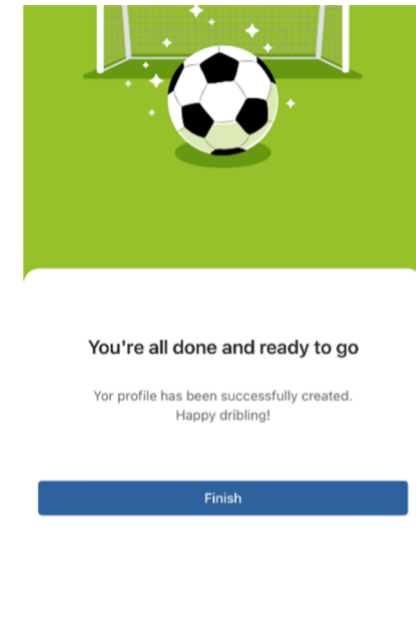 You're all done and ready to go
Yor profile has been successfully created.
Happy dribling!
Finish